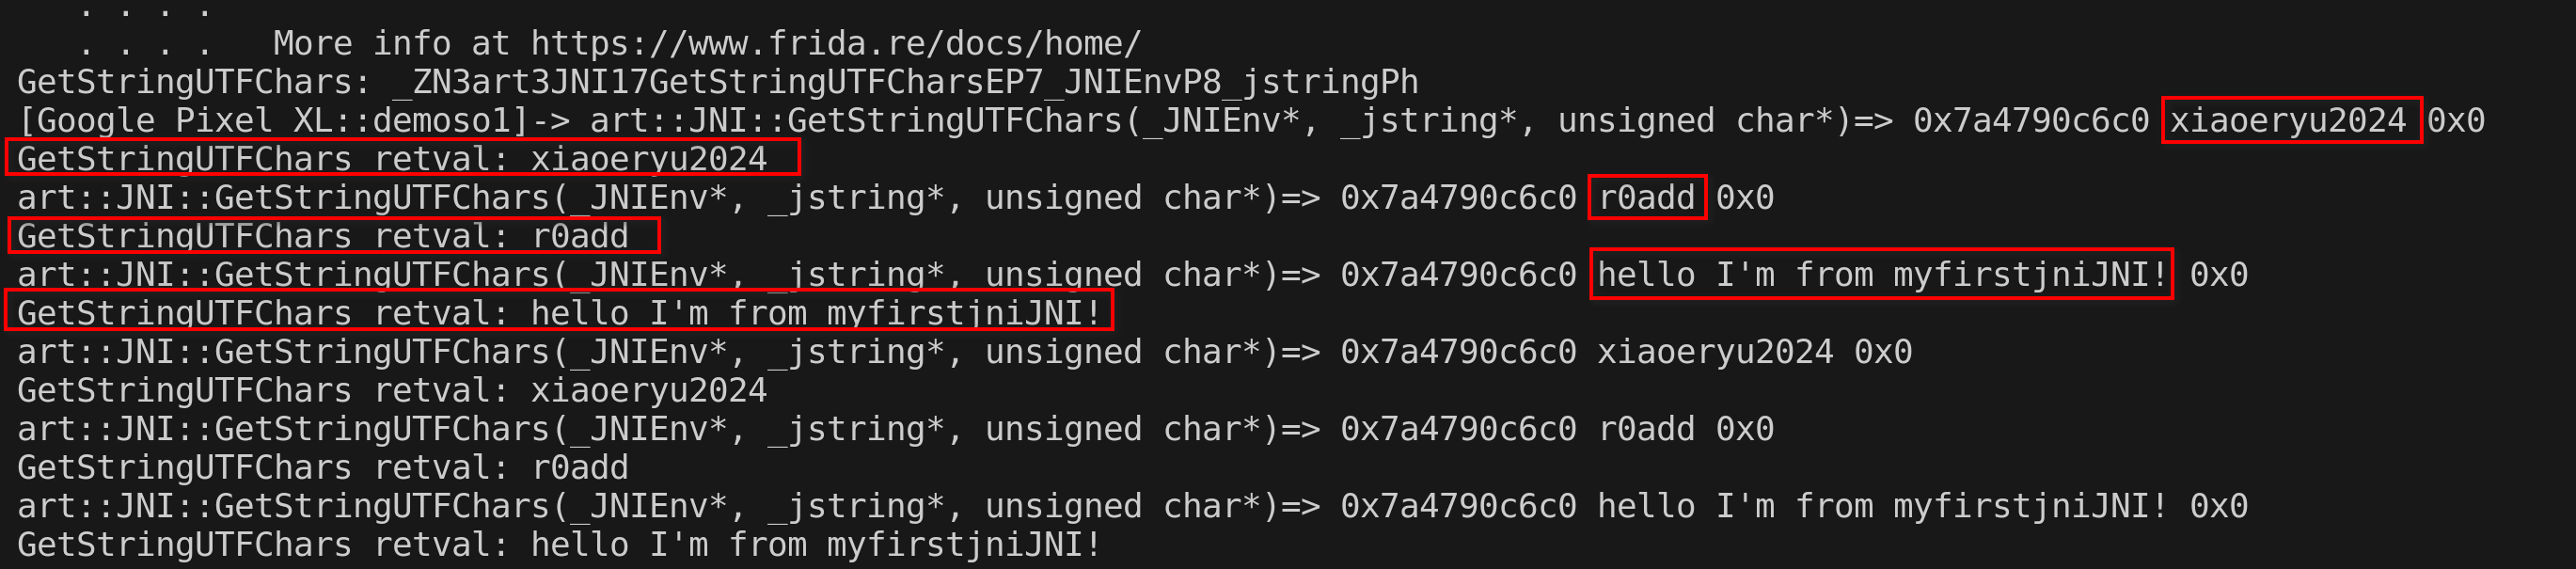 . . . .
. . . .   More info at https://www.frida.re/docs/home/
GetStringUTFChars: _ZN3art3JNI17GetStringUTFCharsEP7_JNIEnvP8_jstringPh
[Google Pixel XL::demoso1]-> art::JNI::GetStringUTFChars(_JNIEnv*, _jstring*, unsigned char*)=> 0x7a4790c6c0 xiaoeryu2024 0x0
GetStringUTFChars retval: xiaoeryu2024
art::JNI::GetStringUTFChars(_JNIEnv*, _jstring*, unsigned char*)=> 0x7a4790c6c0 r0add 0x0
GetStringUTFChars retval: r0add
art::JNI::GetStringUTFChars(_JNIEnv*, _jstring*, unsigned char*)=> 0x7a4790c6c0 hello I'm from myfirstjniJNI! 0x0
GetStringUTFChars retval: hello I'm from myfirstjniJNI!
art::JNI::GetStringUTFChars(_JNIEnv*, _jstring*, unsigned char*)=> 0x7a4790c6c0 xiaoeryu2024 0x0
GetStringUTFChars retval: xiaoeryu2024
art::JNI::GetStringUTFChars(_JNIEnv*, _jstring*, unsigned char*)=> 0x7a4790c6c0 r0add 0x0
GetStringUTFChars retval: r0add
art::JNI::GetStringUTFChars(_JNIEnv*, _jstring*, unsigned char*)=> 0x7a4790c6c0 hello I'm from myfirstjniJNI! 0x0
GetStringUTFChars retval: hello I'm from myfirstjniJNI!